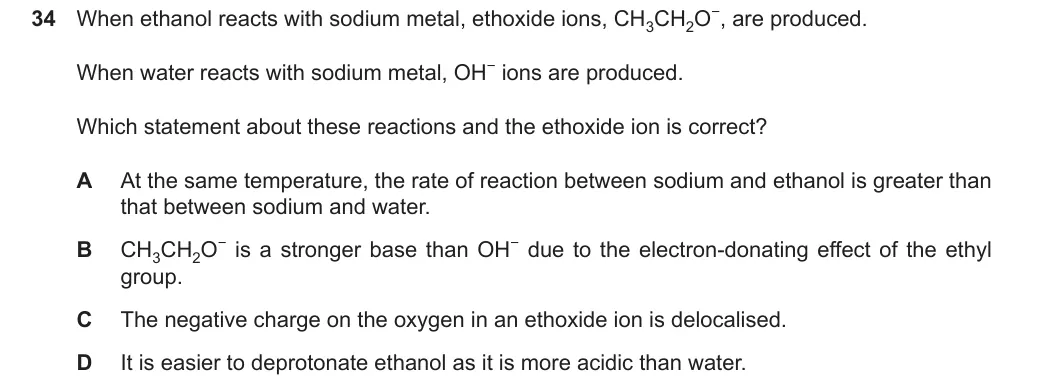 34 When ethanol reacts with sodium metal, ethoxide ions, CH₃CH₂O⁻, are produced.
When water reacts with sodium metal, OH⁻ ions are produced.
Which statement about these reactions and the ethoxide ion is correct?
A At the same temperature, the rate of reaction between sodium and ethanol is greater than
that between sodium and water.
B CH₃CH₂O⁻ is a stronger base than OH⁻ due to the electron-donating effect of the ethyl
group.
C The negative charge on the oxygen in an ethoxide ion is delocalised.
D It is easier to deprotonate ethanol as it is more acidic than water.